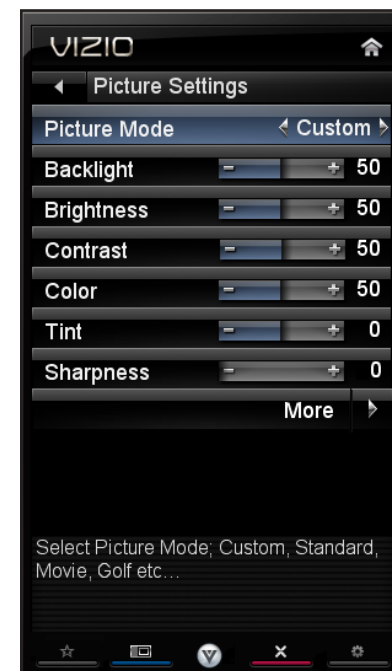 VIZIO
Picture Settings
Picture Mode Custom
Backlight 50
Brightness 50
Contrast 50
Color 50
Tint 0
Sharpness 0
More
Select Picture Mode; Custom, Standard,
Movie, Golf etc...
V